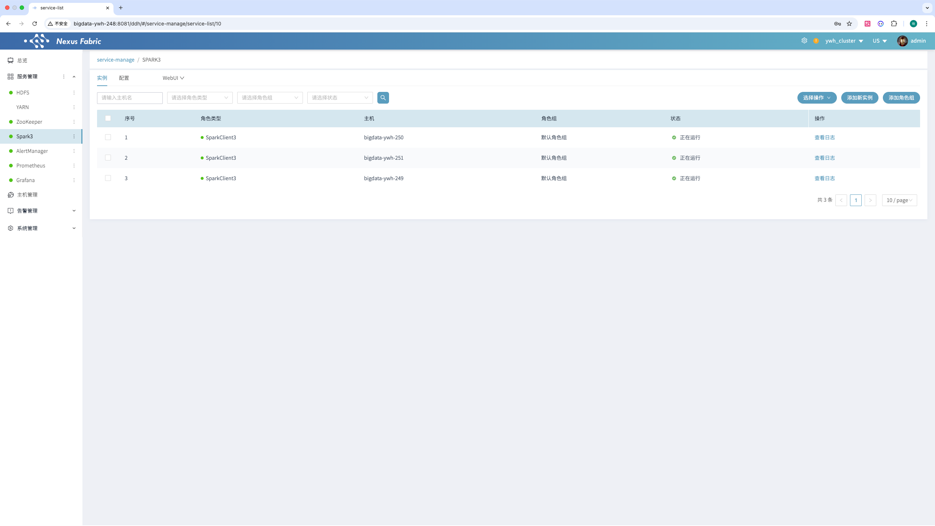 service-list
不安全
bigdata-ywh-248:8081/ddh/#/service-manage/service-list/10
Nexus Fabric
ywh_cluster
US
admin
总览
服务管理
HDFS
YARN
ZooKeeper
Spark3
AlertManager
Prometheus
Grafana
主机管理
告警管理
系统管理
service-manage / SPARK3
实例 配置 WebUI
请输入主机名 请选择角色类型 请选择角色组 请选择状态
选择操作 添加新实例 添加角色组
序号 角色类型 主机 角色组 状态 操作
1 SparkClient3 bigdata-ywh-250 默认角色组 正在运行 查看日志
2 SparkClient3 bigdata-ywh-251 默认角色组 正在运行 查看日志
3 SparkClient3 bigdata-ywh-249 默认角色组 正在运行 查看日志
共 3 条 1 10 / page